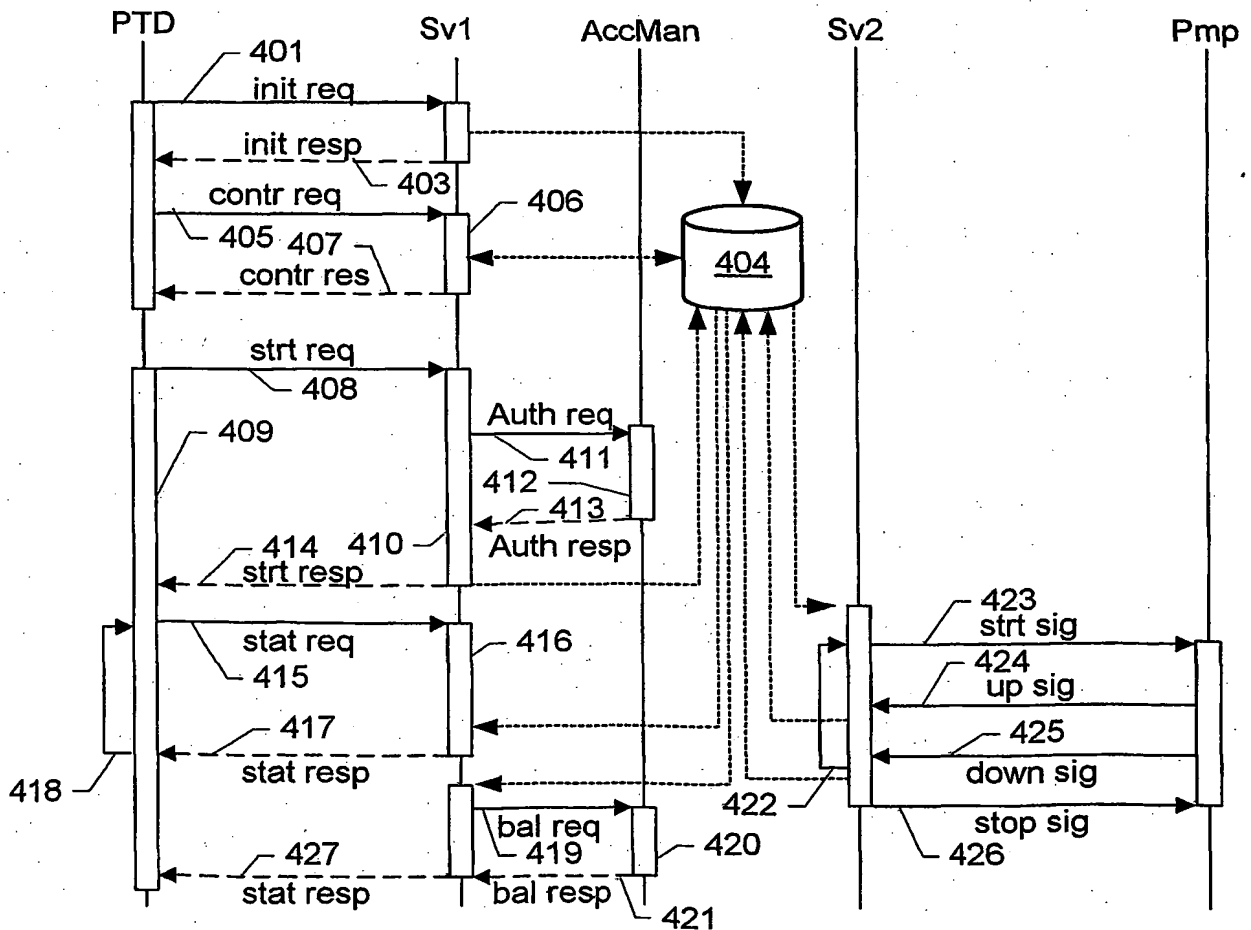 PTD
Sv1
AccMan
Sv2
Pmp
401
init req
init resp
403
contr req
406
405
407
404
contr res
strt req
408
Auth req
409
411
412
413
414
410
Auth resp
strt resp
423
strt sig
stat req
416
424
415
up sig
417
425
stat resp
down sig
418
422
bal req
stop sig
427
419
420
426
stat resp
bal resp
421